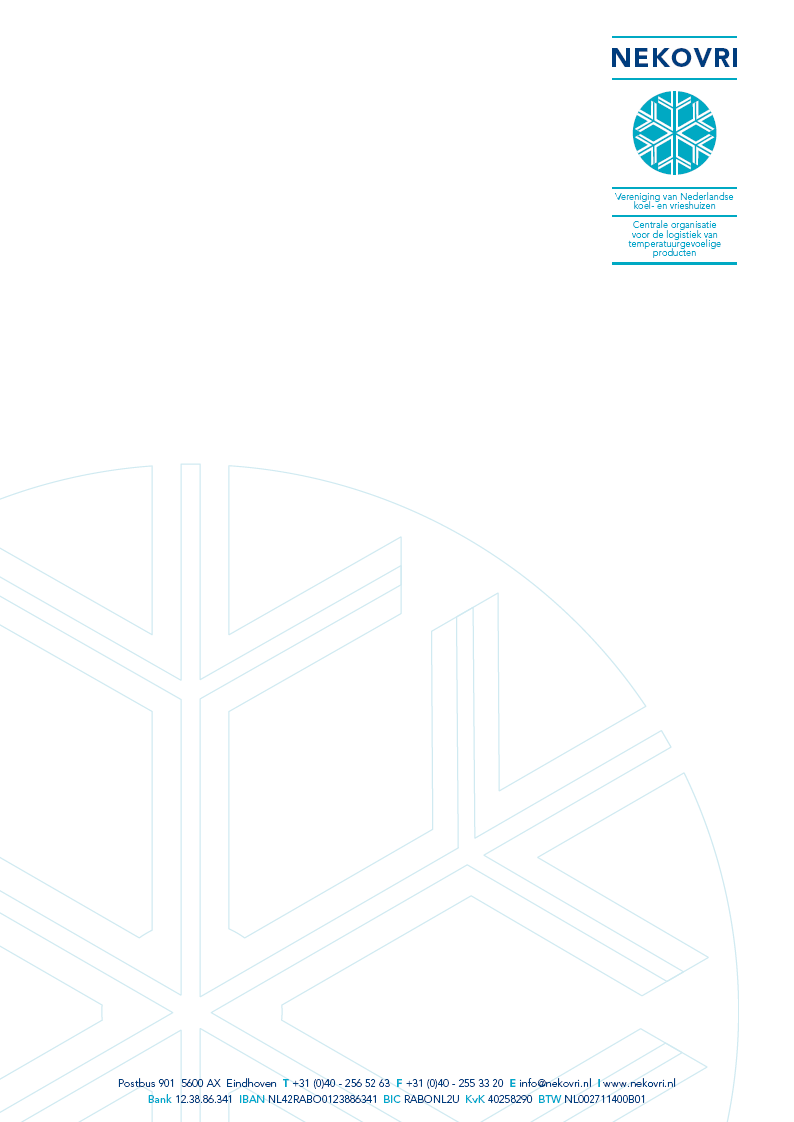 NEKOVRI
Vereniging van Nederlandse
koel- en vrieshuizen
Centrale organisatie
voor de logistiek van
temperatuurgevoelige
producten
Postbus 901 5600 AX Eindhoven T +31 (0)40 - 256 52 63 F +31 (0)40 - 255 33 20 E info@nekovri.nl I www.nekovri.nl
Bank 12.38.86.341 IBAN NL42RABO0123886341 BIC RABONL2U KvK 40258290 BTW NL002711400B01